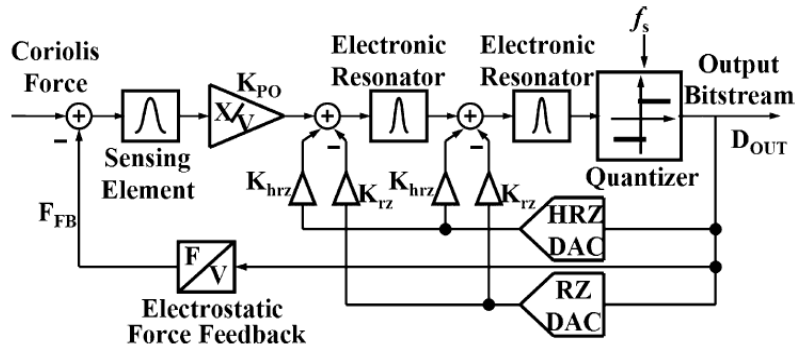 Coriolis
Force
Sensing
Element
K_PO
X/V
Electronic
Resonator
Electronic
Resonator
f_s
Quantizer
Output
Bitstream
D_OUT
K_hrz
K_rz
K_hrz
K_rz
HRZ
DAC
F_FB
F/V
Electrostatic
Force Feedback
RZ
DAC